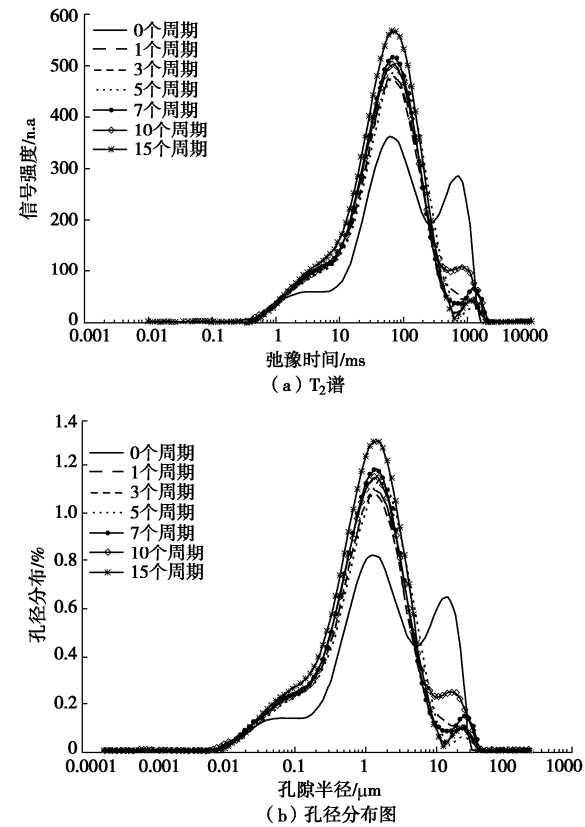 600
500
400
300
200
100
0
信号强度/n.a
0个周期
1个周期
3个周期
5个周期
7个周期
10个周期
15个周期
0.001 0.01 0.1 1 10 100 1000 10000
弛豫时间/ms
（a）T₂谱
1.4
1.2
1.0
0.8
0.6
0.4
0.2
0
孔径分布/%
0个周期
1个周期
3个周期
5个周期
7个周期
10个周期
15个周期
0.0001 0.001 0.01 0.1 1 10 100 1000
孔隙半径/μm
（b）孔径分布图